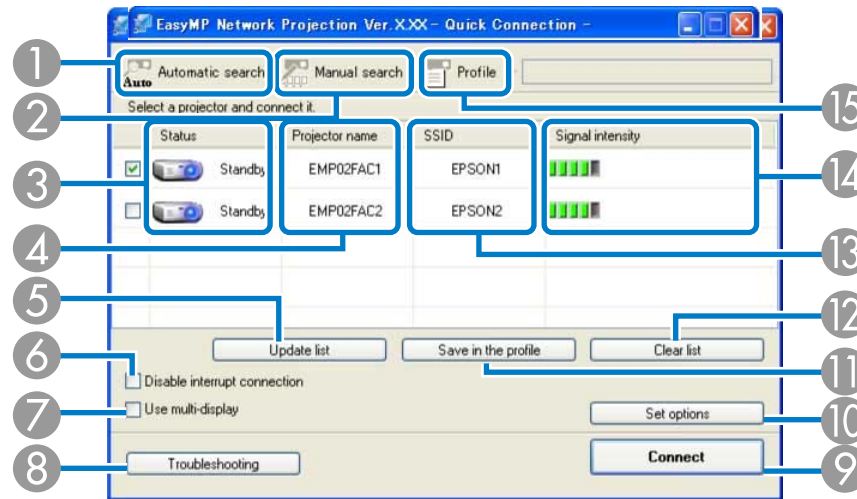 EasyMP Network Projection Ver.X.XX - Quick Connection -
1 Auto Automatic search Manual search Profile
2 Select a projector and connect it.
15
Status Projector name SSID Signal intensity
3 Standby EMP02FAC1 EPSON1
14
Standby EMP02FAC2 EPSON2
4
13
5
12
Update list Save in the profile Clear list
6
11
Disable interrupt connection
7 Use multi-display Set options 10
8 Troubleshooting Connect 9